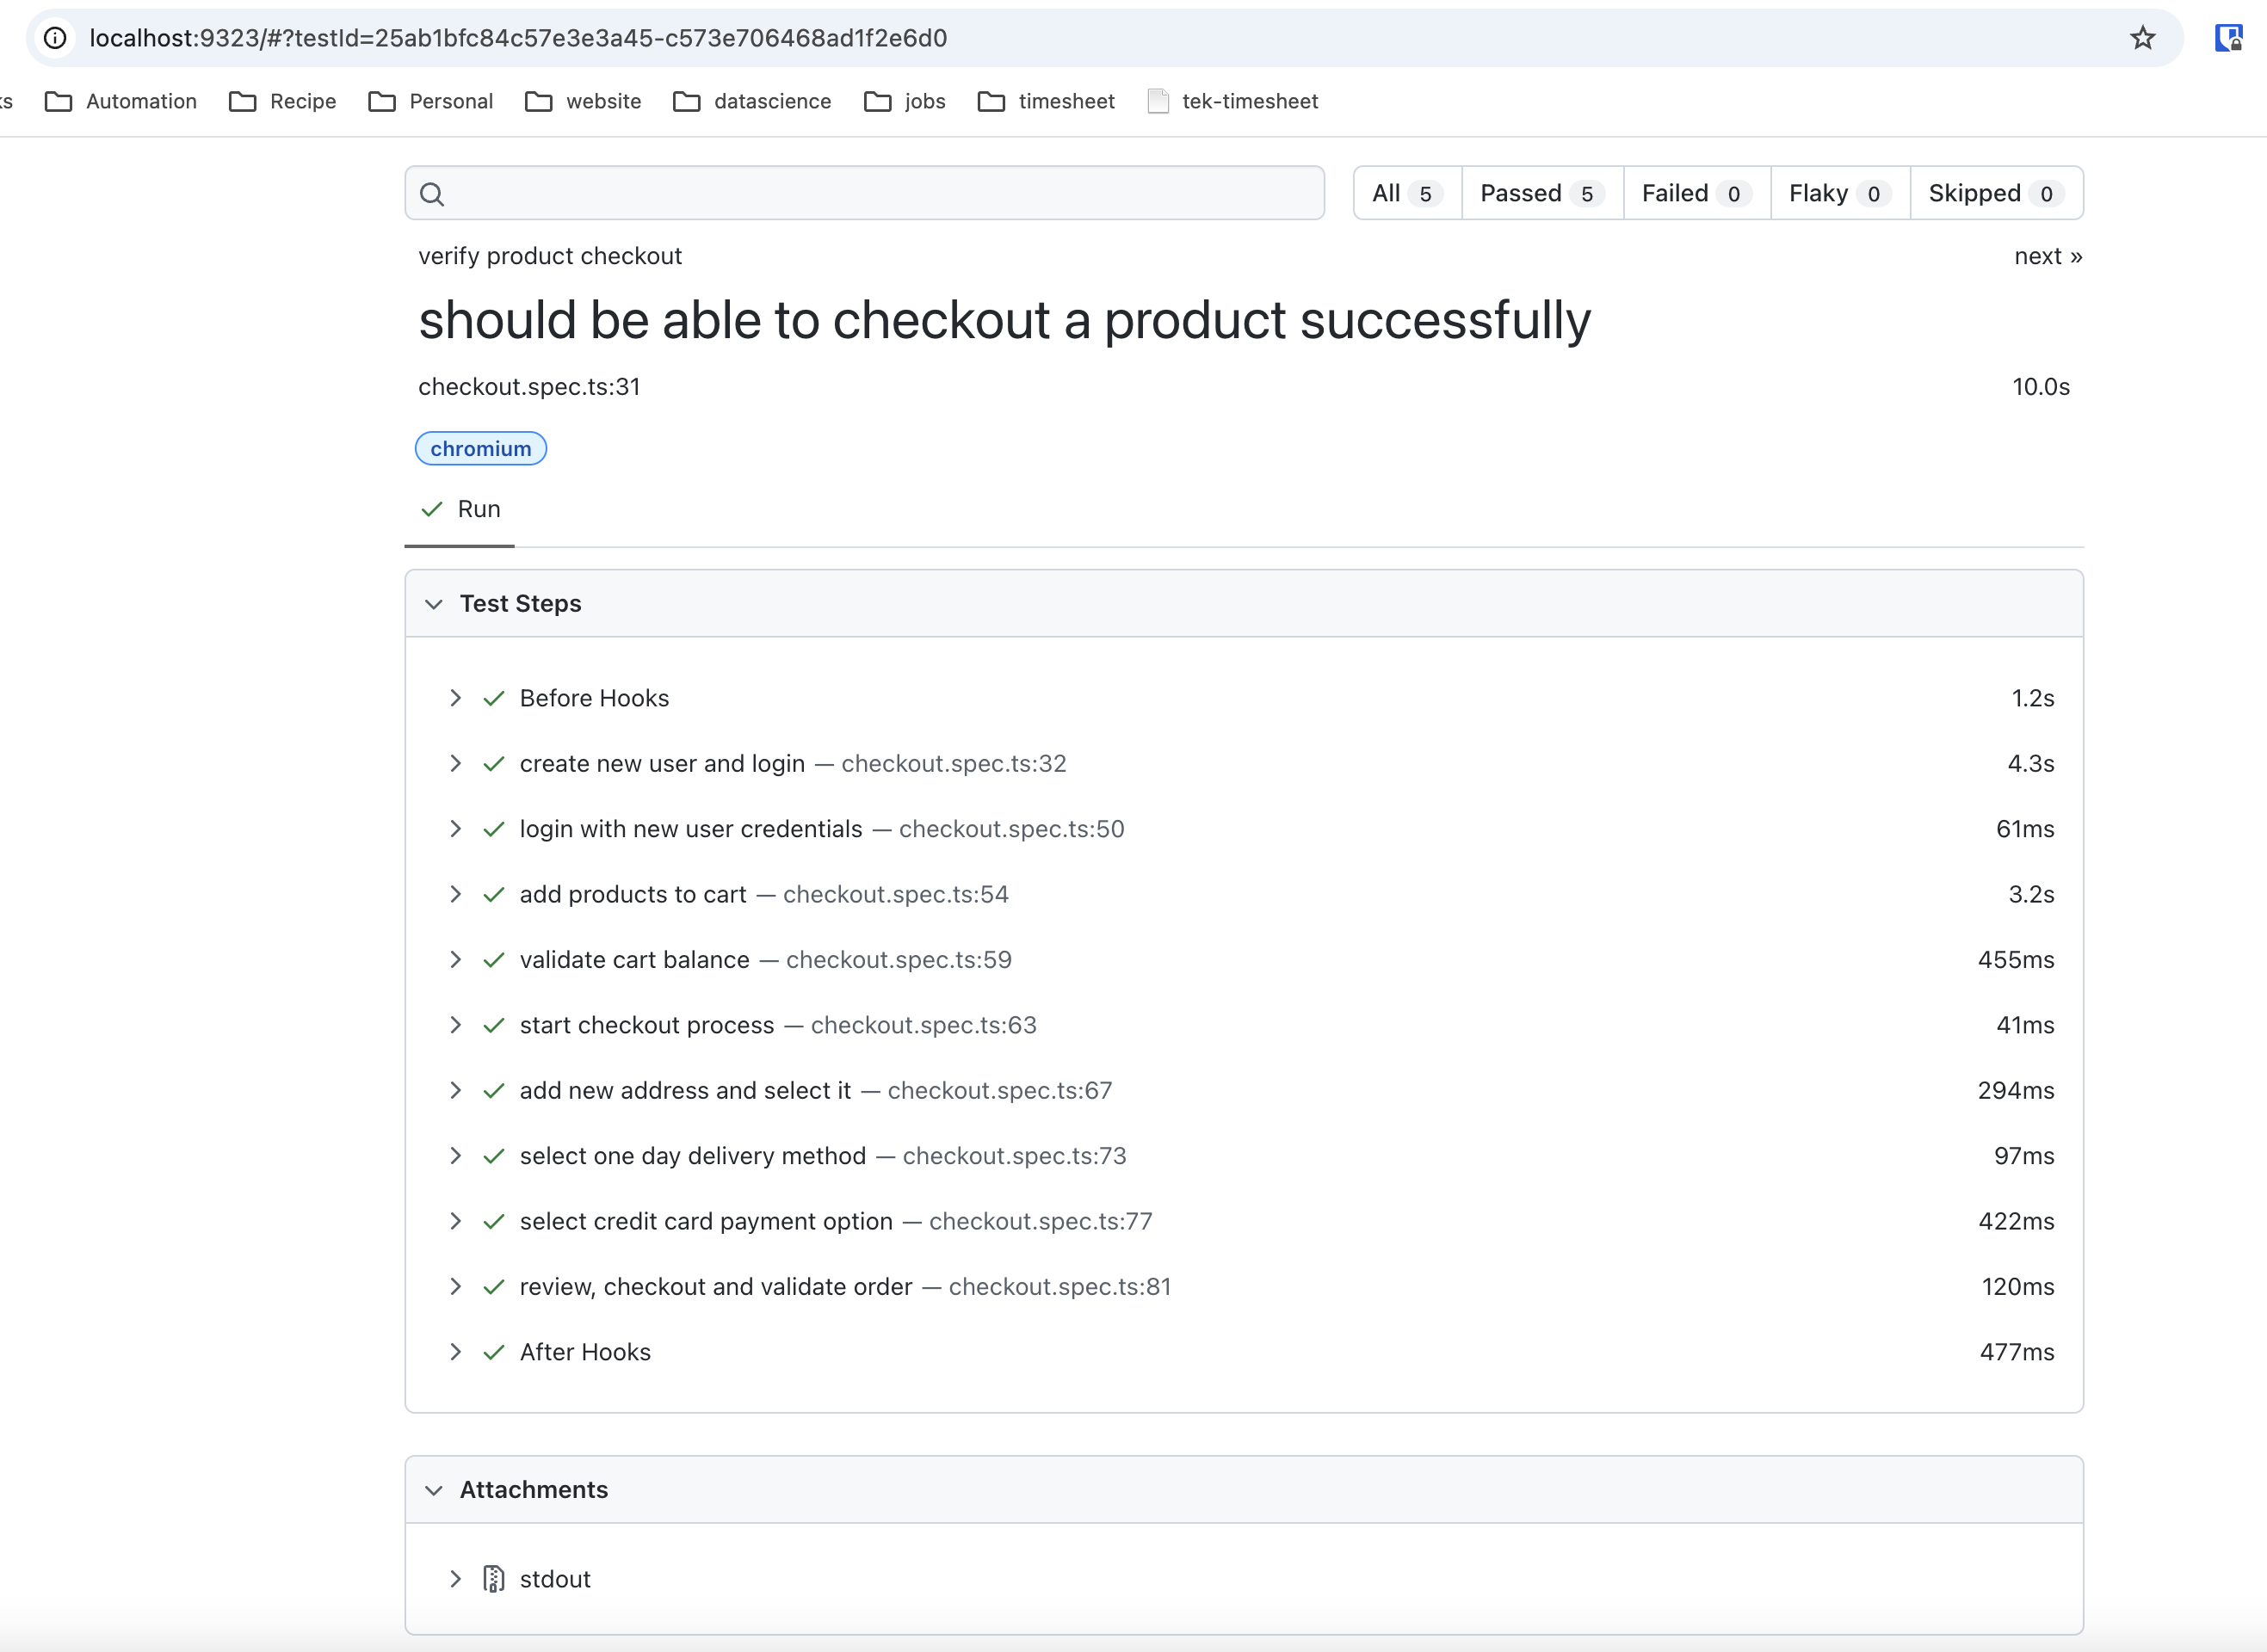 localhost:9323/#?testId=25ab1bfc84c57e3e3a45-c573e706468ad1f2e6d0
s Automation Recipe Personal website datascience jobs timesheet tek-timesheet
All 5 Passed 5 Failed 0 Flaky 0 Skipped 0
verify product checkout next »
should be able to checkout a product successfully
checkout.spec.ts:31 10.0s
chromium
Run
Test Steps
Before Hooks 1.2s
create new user and login — checkout.spec.ts:32 4.3s
login with new user credentials — checkout.spec.ts:50 61ms
add products to cart — checkout.spec.ts:54 3.2s
validate cart balance — checkout.spec.ts:59 455ms
start checkout process — checkout.spec.ts:63 41ms
add new address and select it — checkout.spec.ts:67 294ms
select one day delivery method — checkout.spec.ts:73 97ms
select credit card payment option — checkout.spec.ts:77 422ms
review, checkout and validate order — checkout.spec.ts:81 120ms
After Hooks 477ms
Attachments
stdout